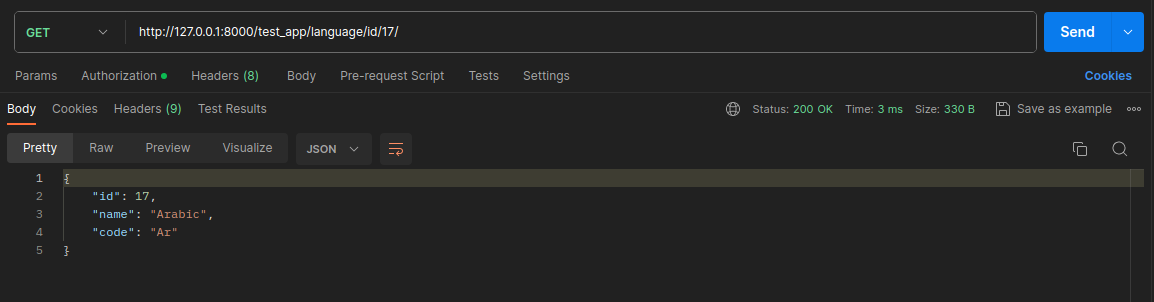 GET http://127.0.0.1:8000/test_app/language/id/17/ Send
Params Authorization Headers (8) Body Pre-request Script Tests Settings Cookies
Body Cookies Headers (9) Test Results Status: 200 OK Time: 3 ms Size: 330 B Save as example
Pretty Raw Preview Visualize JSON
1 {
2 "id": 17,
3 "name": "Arabic",
4 "code": "Ar"
5 }